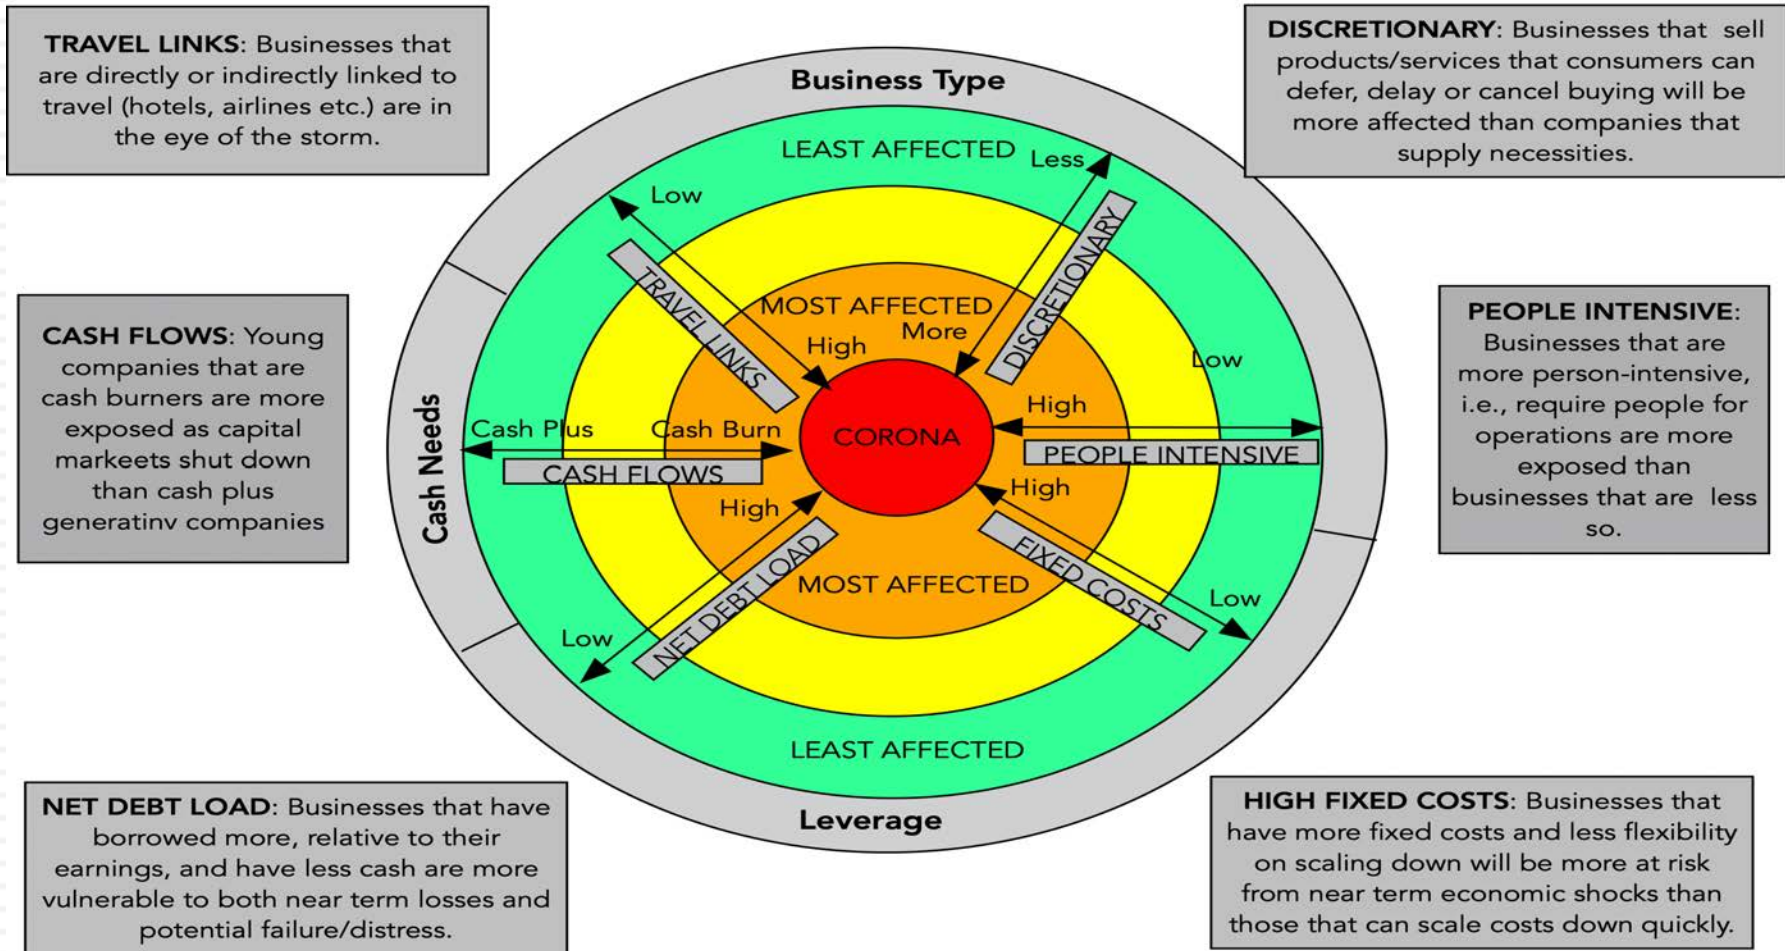 TRAVEL LINKS: Businesses that
are directly or indirectly linked to
travel (hotels, airlines etc.) are in
the eye of the storm.
DISCRETIONARY: Businesses that sell
products/services that consumers can
defer, delay or cancel buying will be
more affected than companies that
supply necessities.
Business Type
LEAST AFFECTED
Less
Low
TRAVEL LINKS
DISCRETIONARY
MOST AFFECTED
More
High
Low
CASH FLOWS: Young
companies that are
cash burners are more
exposed as capital
markeets shut down
than cash plus
generatinv companies
PEOPLE INTENSIVE:
Businesses that are
more person-intensive,
i.e., require people for
operations are more
exposed than
businesses that are less
so.
Cash Needs
Cash Plus
Cash Burn
CASH FLOWS
CORONA
High
PEOPLE INTENSIVE
High
High
NET DEBT LOAD
FIXED COSTS
MOST AFFECTED
Low
Low
LEAST AFFECTED
Leverage
NET DEBT LOAD: Businesses that have
borrowed more, relative to their
earnings, and have less cash are more
vulnerable to both near term losses and
potential failure/distress.
HIGH FIXED COSTS: Businesses that
have more fixed costs and less flexibility
on scaling down will be more at risk
from near term economic shocks than
those that can scale costs down quickly.